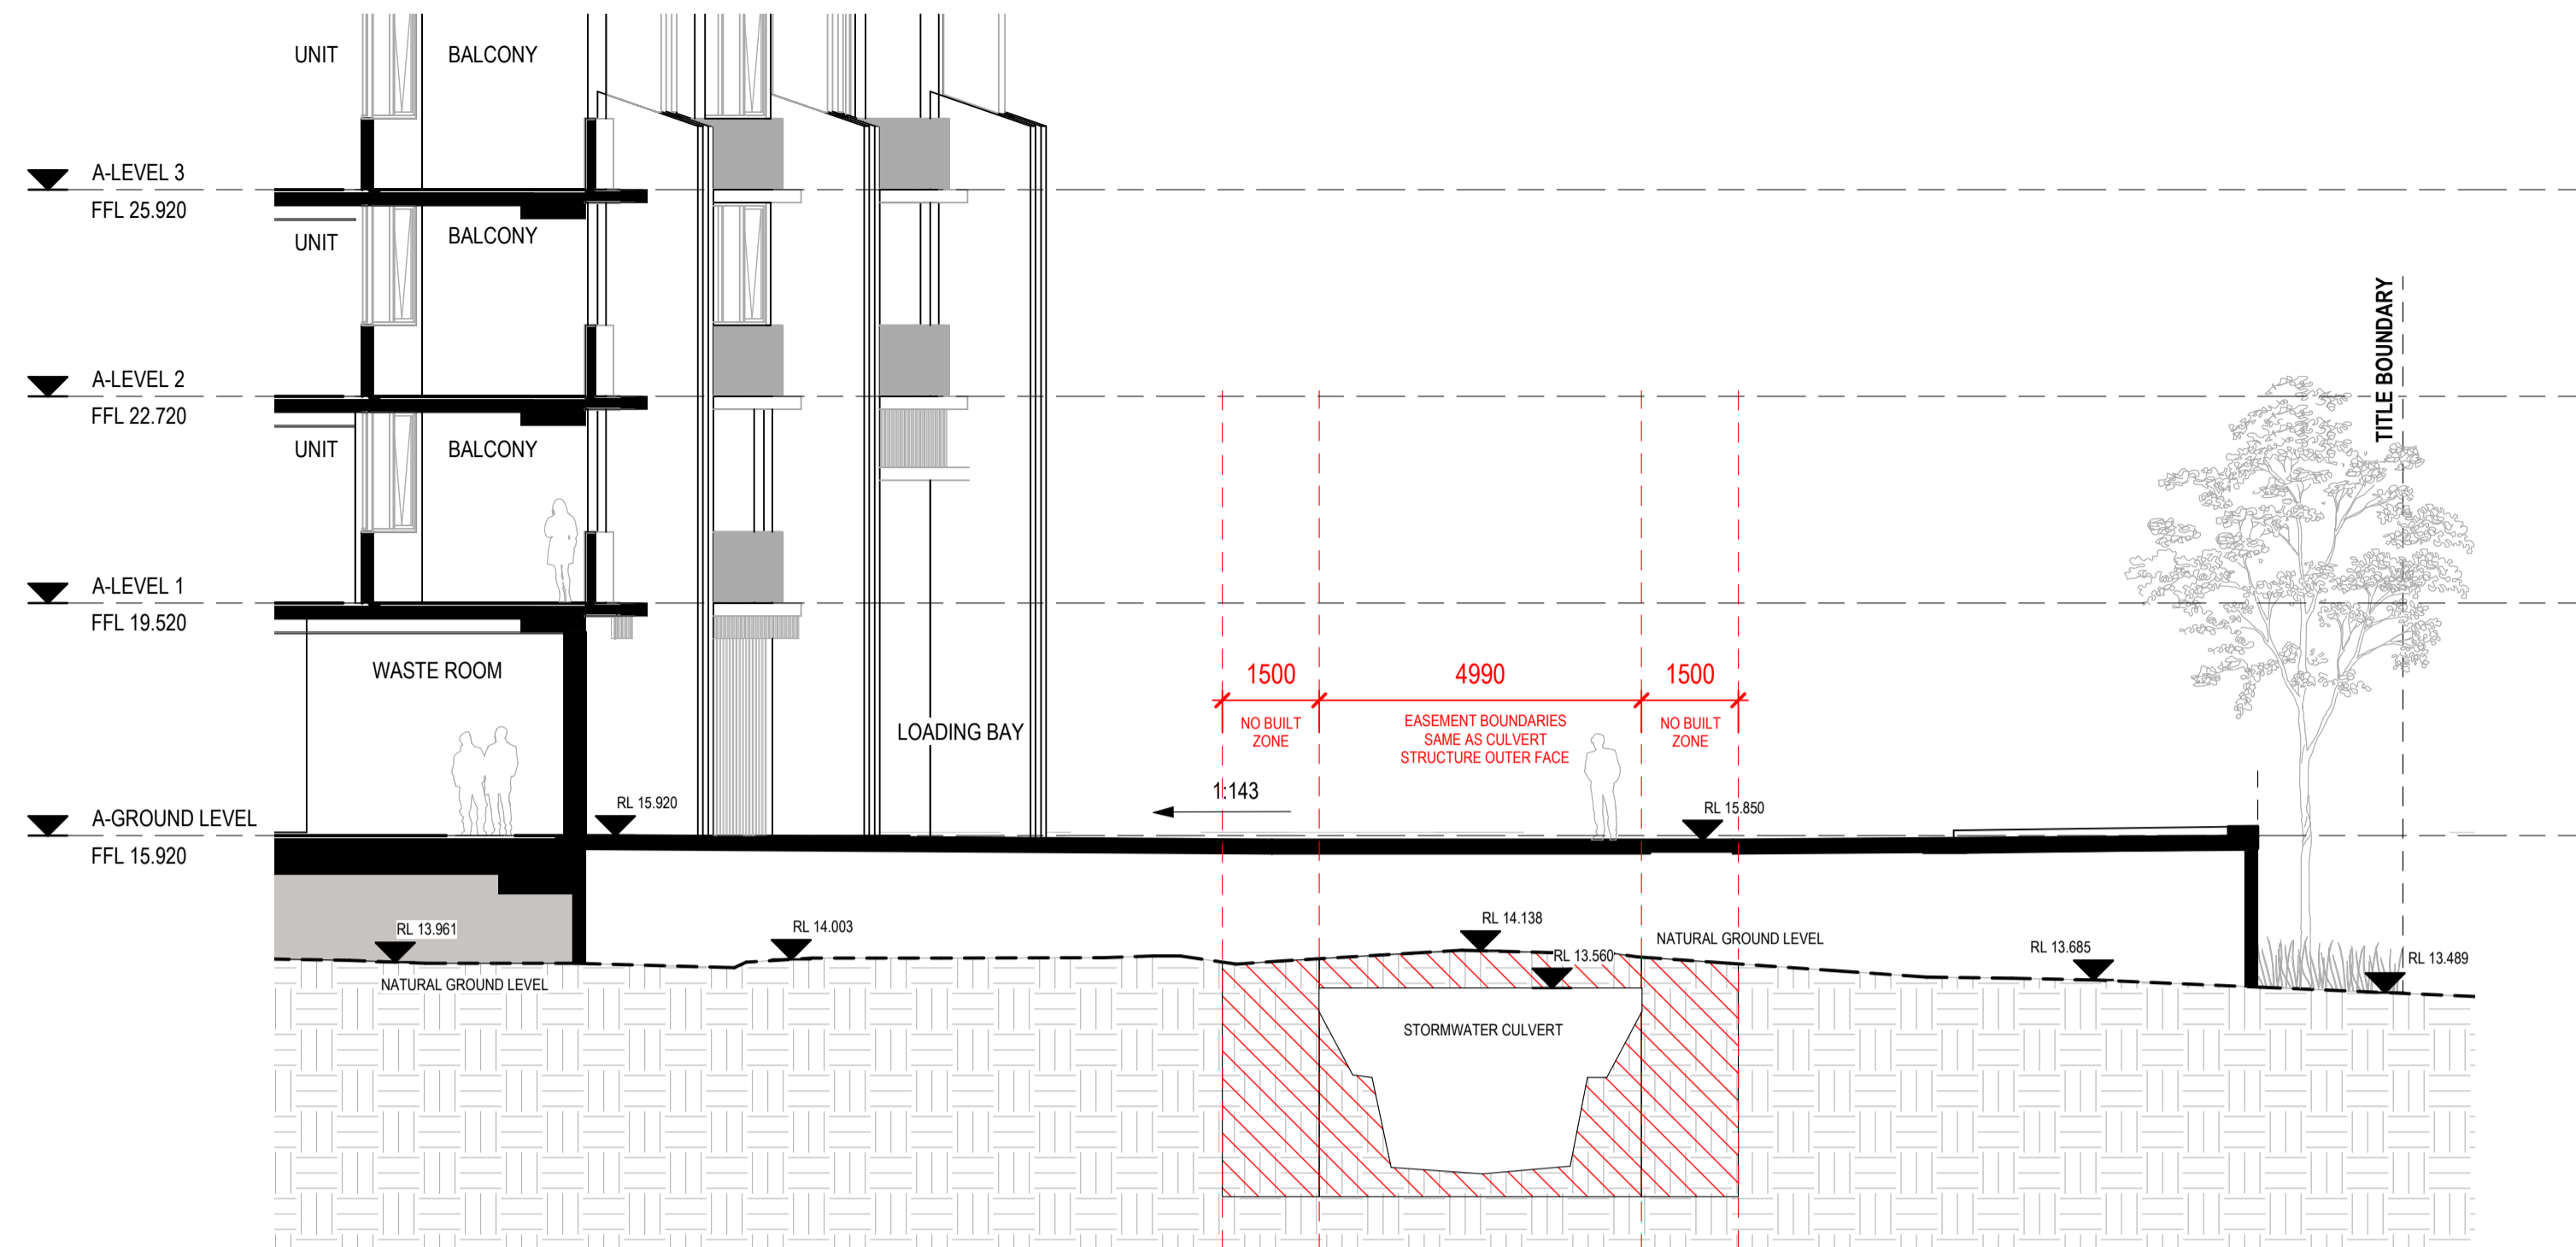 UNIT
BALCONY
A-LEVEL 3
FFL 25.920
UNIT
BALCONY
TITLE BOUNDARY
A-LEVEL 2
FFL 22.720
UNIT
BALCONY
A-LEVEL 1
FFL 19.520
WASTE ROOM
LOADING BAY
1500
4990
1500
NO BUILT
ZONE
EASEMENT BOUNDARIES
SAME AS CULVERT
STRUCTURE OUTER FACE
NO BUILT
ZONE
1:143
A-GROUND LEVEL
FFL 15.920
RL 15.920
RL 15.850
RL 13.961
RL 14.003
RL 14.138
RL 13.560
NATURAL GROUND LEVEL
RL 13.685
RL 13.489
NATURAL GROUND LEVEL
STORMWATER CULVERT